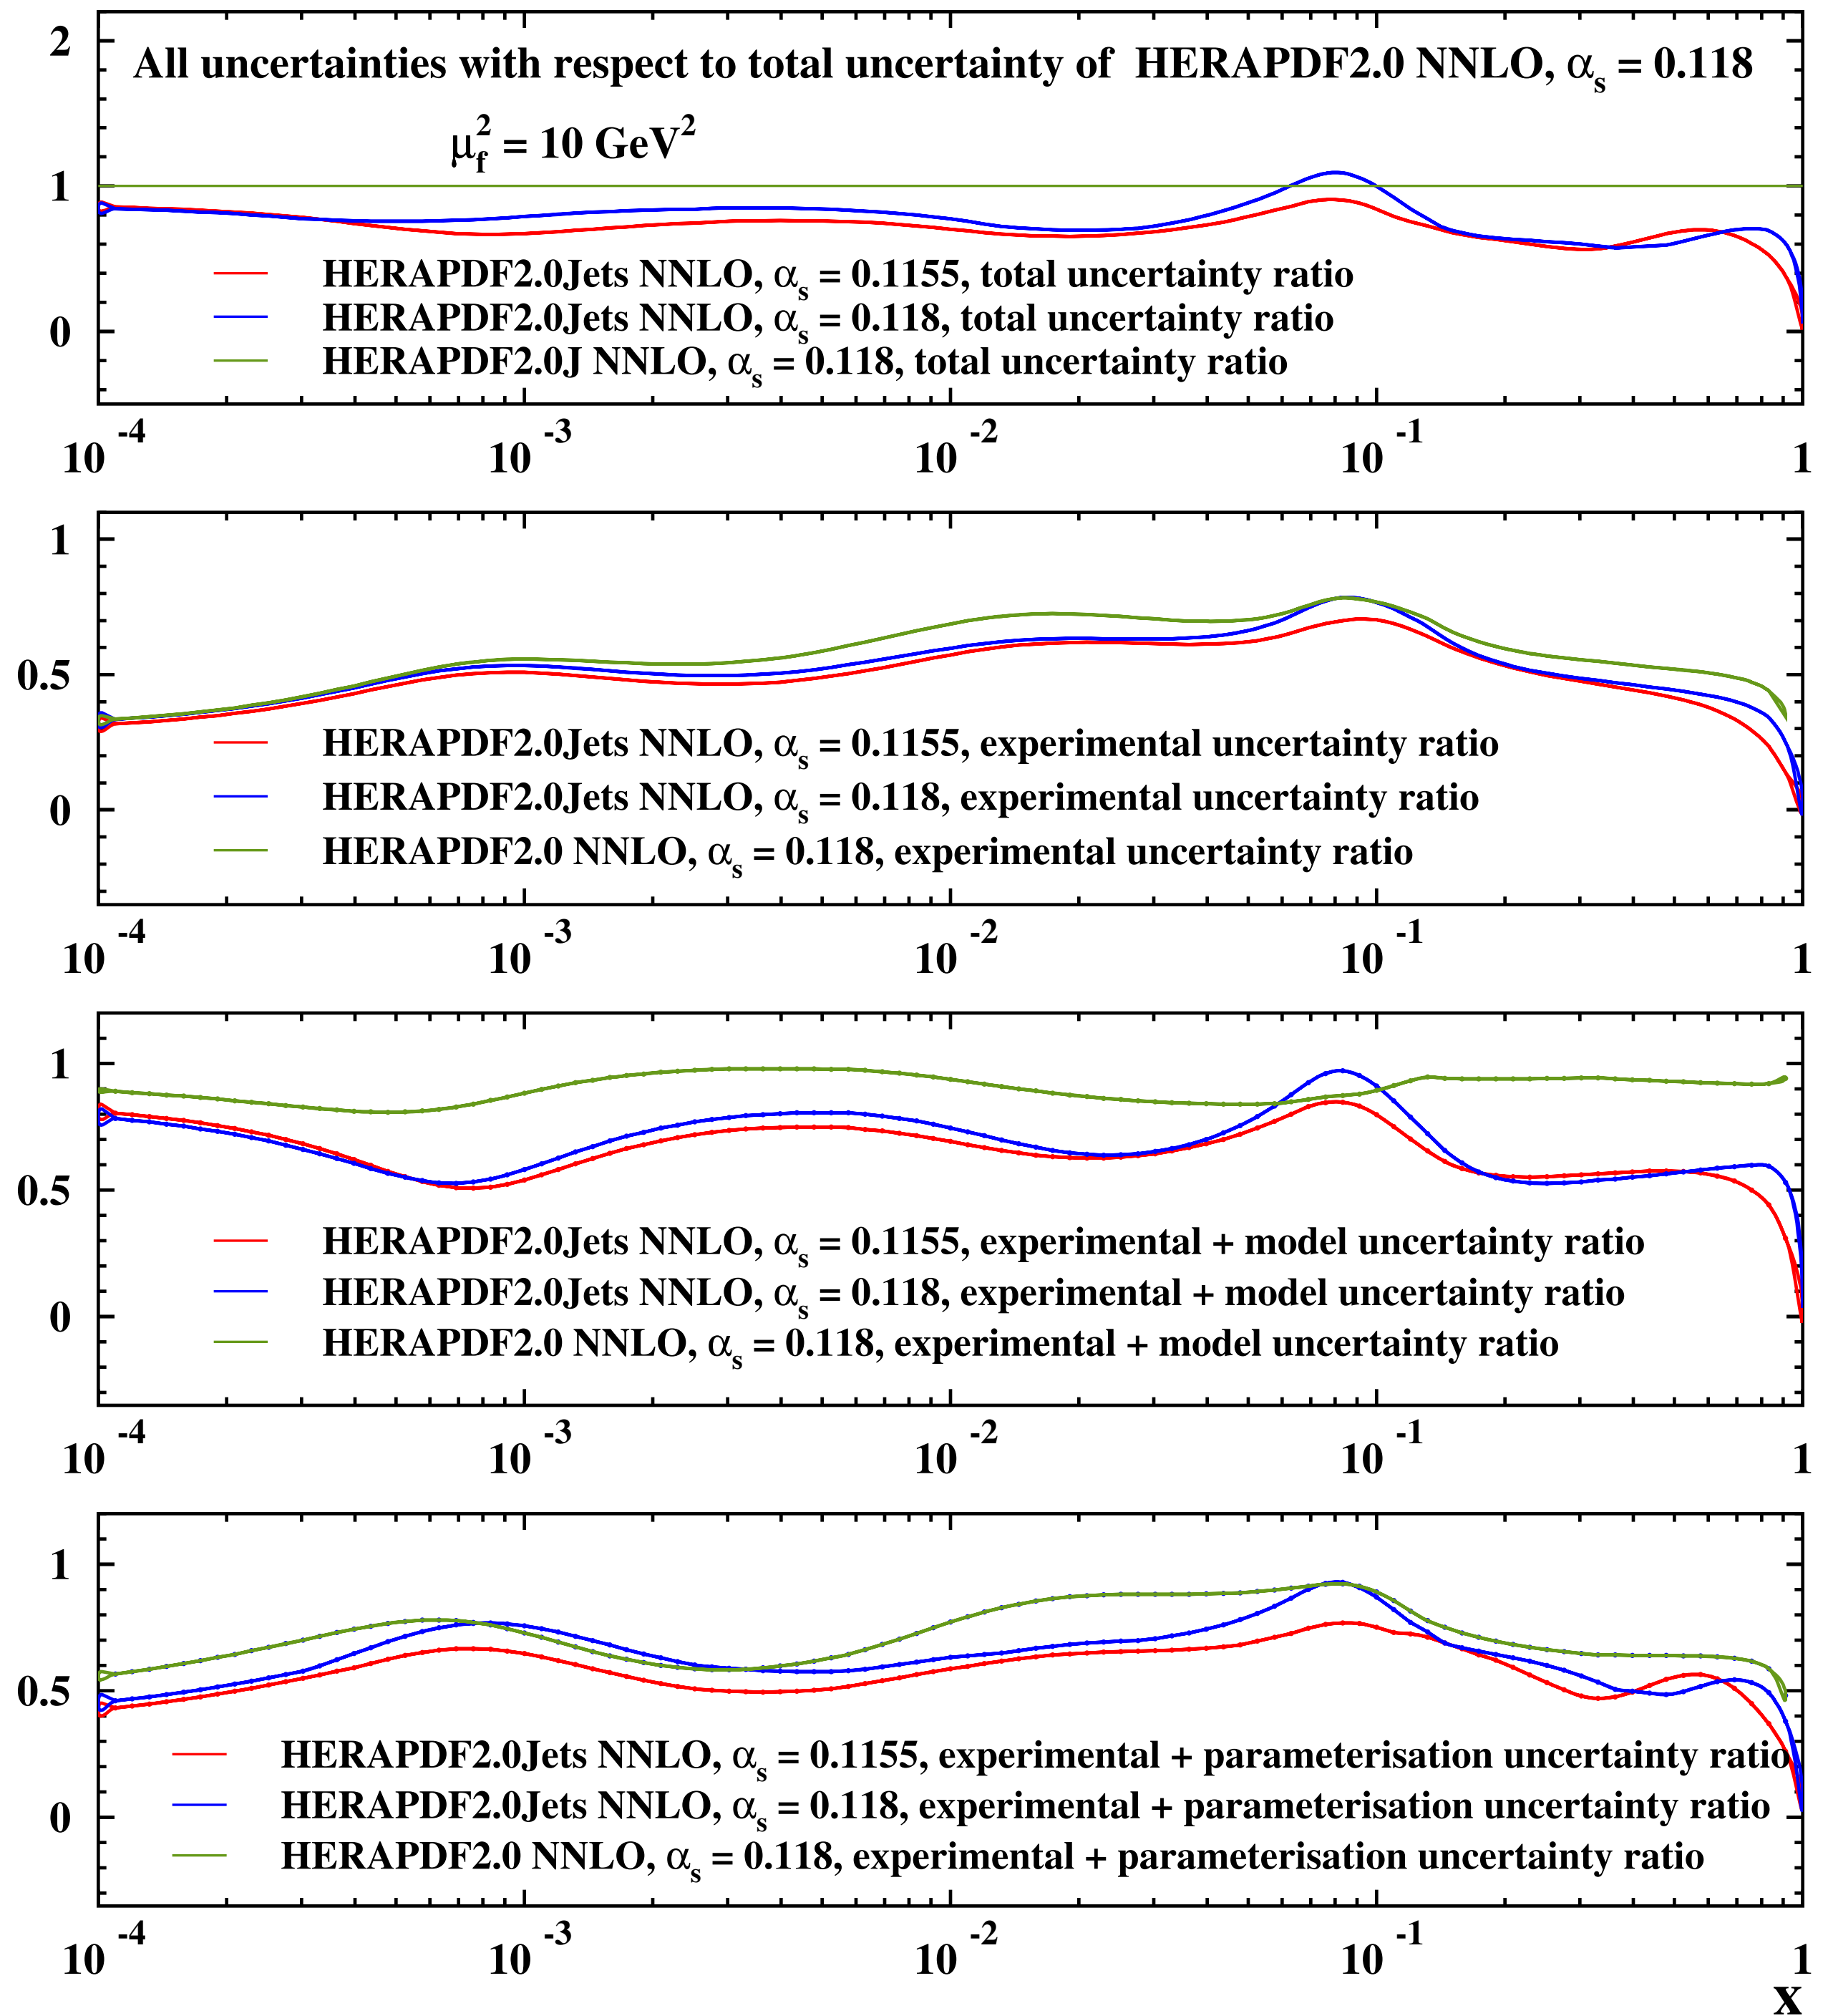 2
All uncertainties with respect to total uncertainty of HERAPDF2.0 NNLO, αs = 0.118
μf2 = 10 GeV2
1
HERAPDF2.0Jets NNLO, αs = 0.1155, total uncertainty ratio
HERAPDF2.0Jets NNLO, αs = 0.118, total uncertainty ratio
0
HERAPDF2.0J NNLO, αs = 0.118, total uncertainty ratio
10-4 10-3 10-2 10-1 1
1
0.5
HERAPDF2.0Jets NNLO, αs = 0.1155, experimental uncertainty ratio
HERAPDF2.0Jets NNLO, αs = 0.118, experimental uncertainty ratio
0
HERAPDF2.0 NNLO, αs = 0.118, experimental uncertainty ratio
10-4 10-3 10-2 10-1 1
1
0.5
HERAPDF2.0Jets NNLO, αs = 0.1155, experimental + model uncertainty ratio
HERAPDF2.0Jets NNLO, αs = 0.118, experimental + model uncertainty ratio
0
HERAPDF2.0 NNLO, αs = 0.118, experimental + model uncertainty ratio
10-4 10-3 10-2 10-1 1
1
0.5
HERAPDF2.0Jets NNLO, αs = 0.1155, experimental + parameterisation uncertainty ratio
HERAPDF2.0Jets NNLO, αs = 0.118, experimental + parameterisation uncertainty ratio
0
HERAPDF2.0 NNLO, αs = 0.118, experimental + parameterisation uncertainty ratio
10-4 10-3 10-2 10-1 1
x